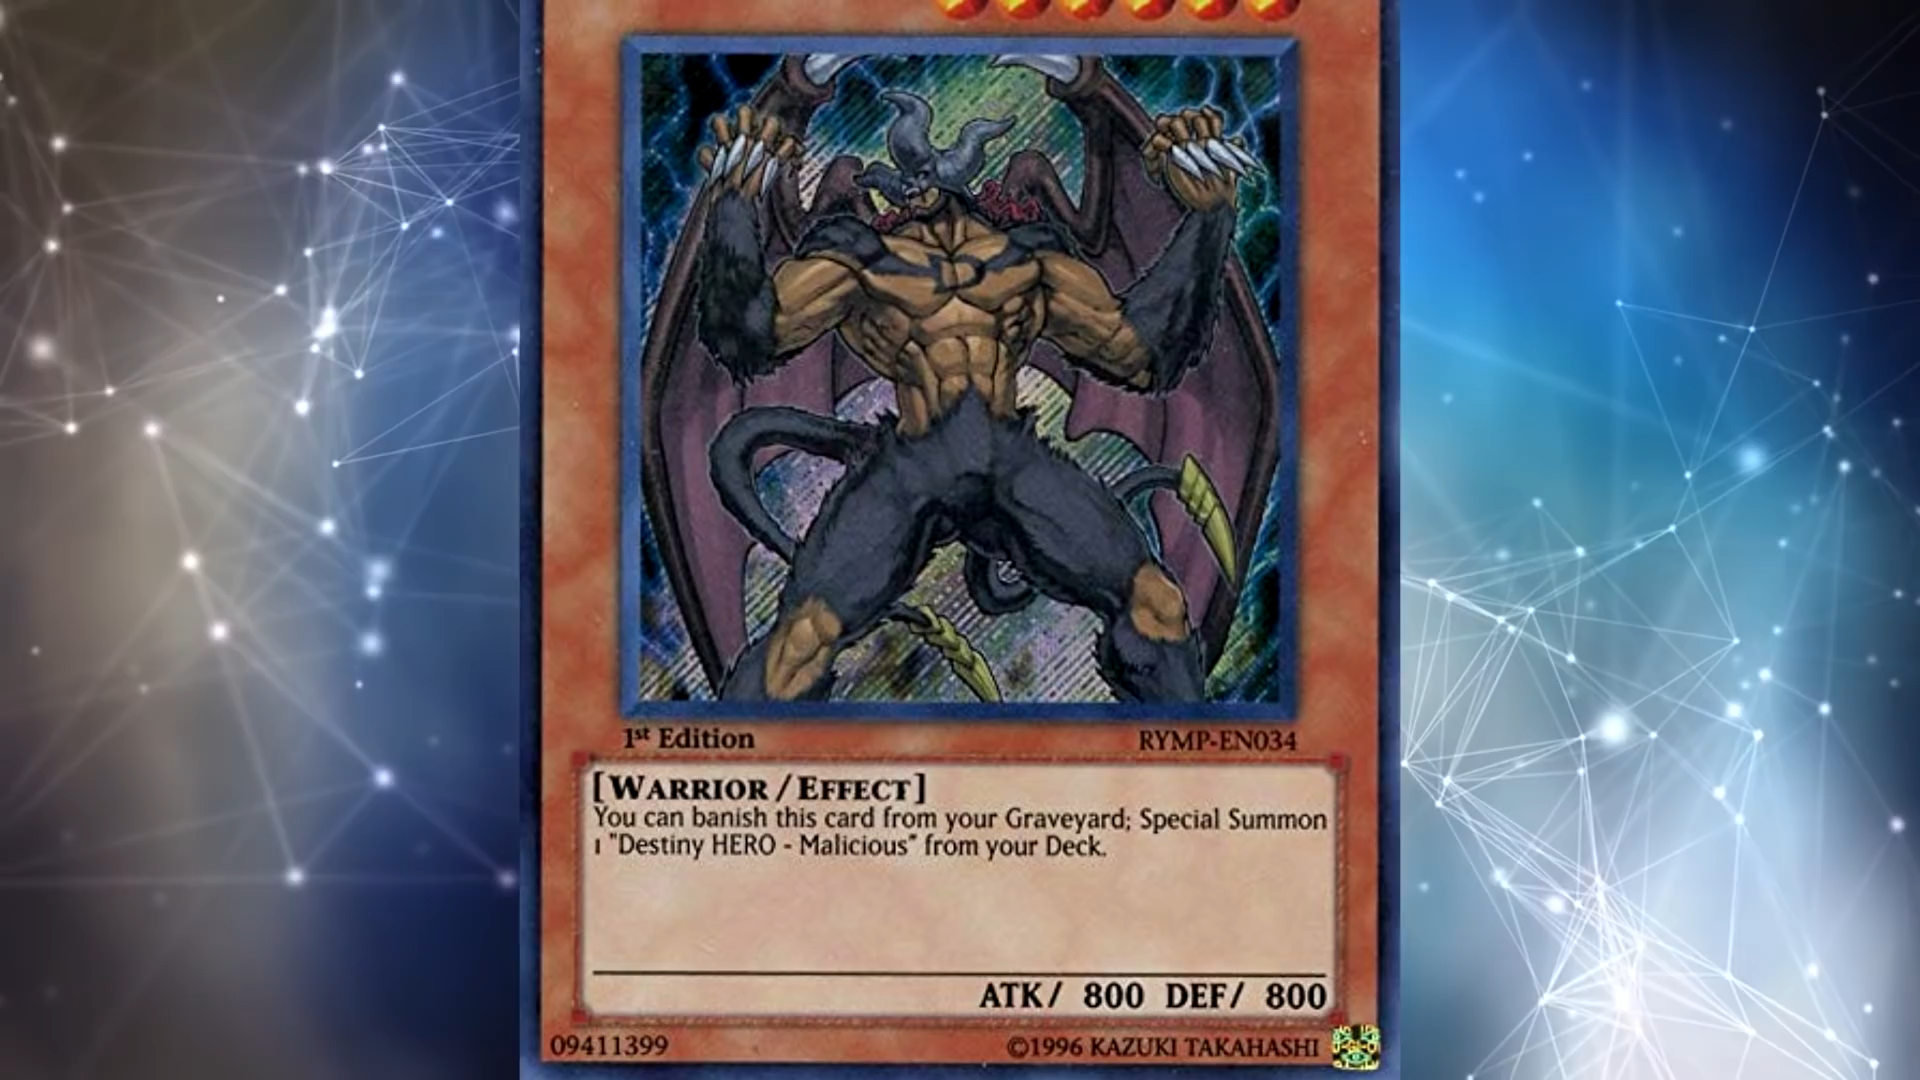 D
1st Edition
RYMP-EN034
[WARRIOR / EFFECT]
You can banish this card from your Graveyard; Special Summon
1 "Destiny HERO - Malicious" from your Deck.
ATK/ 800 DEF/ 800
09411399
©1996 KAZUKI TAKAHASHI